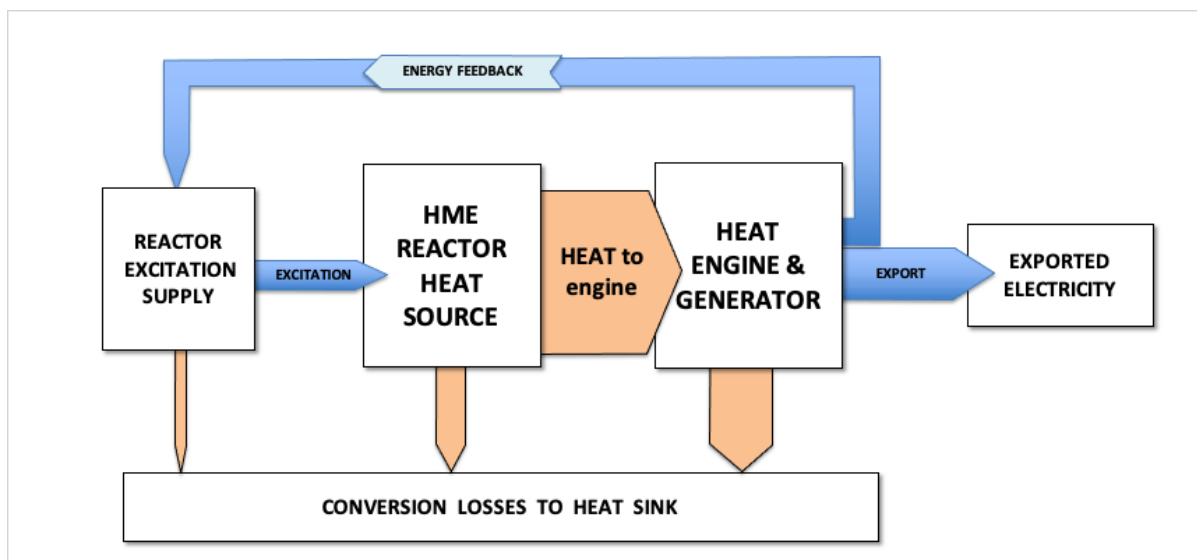 ENERGY FEEDBACK
REACTOR
EXCITATION
SUPPLY
EXCITATION
HME
REACTOR
HEAT
SOURCE
HEAT to
engine
HEAT
ENGINE &
GENERATOR
EXPORT
EXPORTED
ELECTRICITY
CONVERSION LOSSES TO HEAT SINK